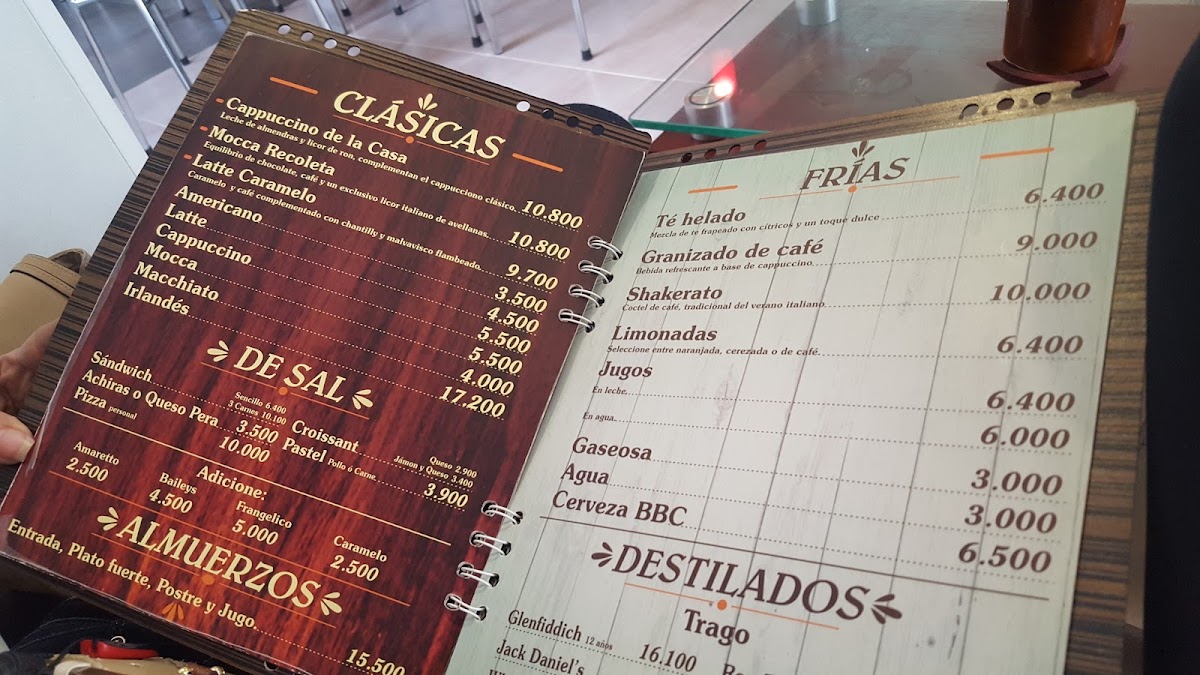 CLÁSICAS
Cappuccino de la Casa
Leche de almendras y licor de ron, complementan el cappucciono clásico 10.800
Mocca Recoleta
Equilibrio de chocolate, café y un exclusivo licor italiano de avellanas 10.800
Latte Caramelo
Caramelo y café complementado con chantilly y malvavisco flambeado 9.700
Americano 3.500
Latte 4.500
Cappuccino 5.500
Mocca 5.500
Macchiato 4.000
Irlandés 17.200
DE SAL
Sándwich Sencillo 6.400
3 Carnes 10.100
Achiras o Queso Pera 3.500
Pizza personal 10.000
Croissant Queso 2.900
Jámon y Queso 3.400
Pastel Pollo ó Carne 3.900
Adicione:
Amaretto
2.500
Baileys
4.500
Frangelico
5.000
Caramelo
2.500
ALMUERZOS
Entrada, Plato fuerte, Postre y Jugo 15.500
FRÍAS
Té helado 6.400
Mezcla de té frapeado con cítricos y un toque dulce
Granizado de café 9.000
Bebida refrescante a base de cappuccino
Shakerato 10.000
Coctel de café, tradicional del verano italiano
Limonadas 6.400
Seleccione entre naranjada, cerezada o de café
Jugos
En leche 6.400
En agua 6.000
Gaseosa 3.000
Agua 3.000
Cerveza BBC 6.500
DESTILADOS
Trago
Glenfiddich 12 años 16.100
Jack Daniel's